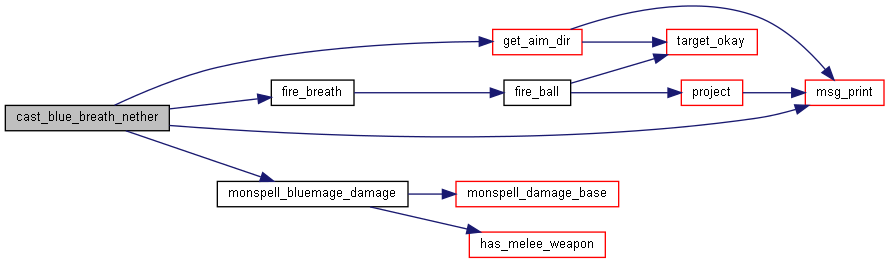 get_aim_dir
target_okay
fire_breath
fire_ball
project
msg_print
cast_blue_breath_nether
monspell_bluemage_damage
monspell_damage_base
has_melee_weapon